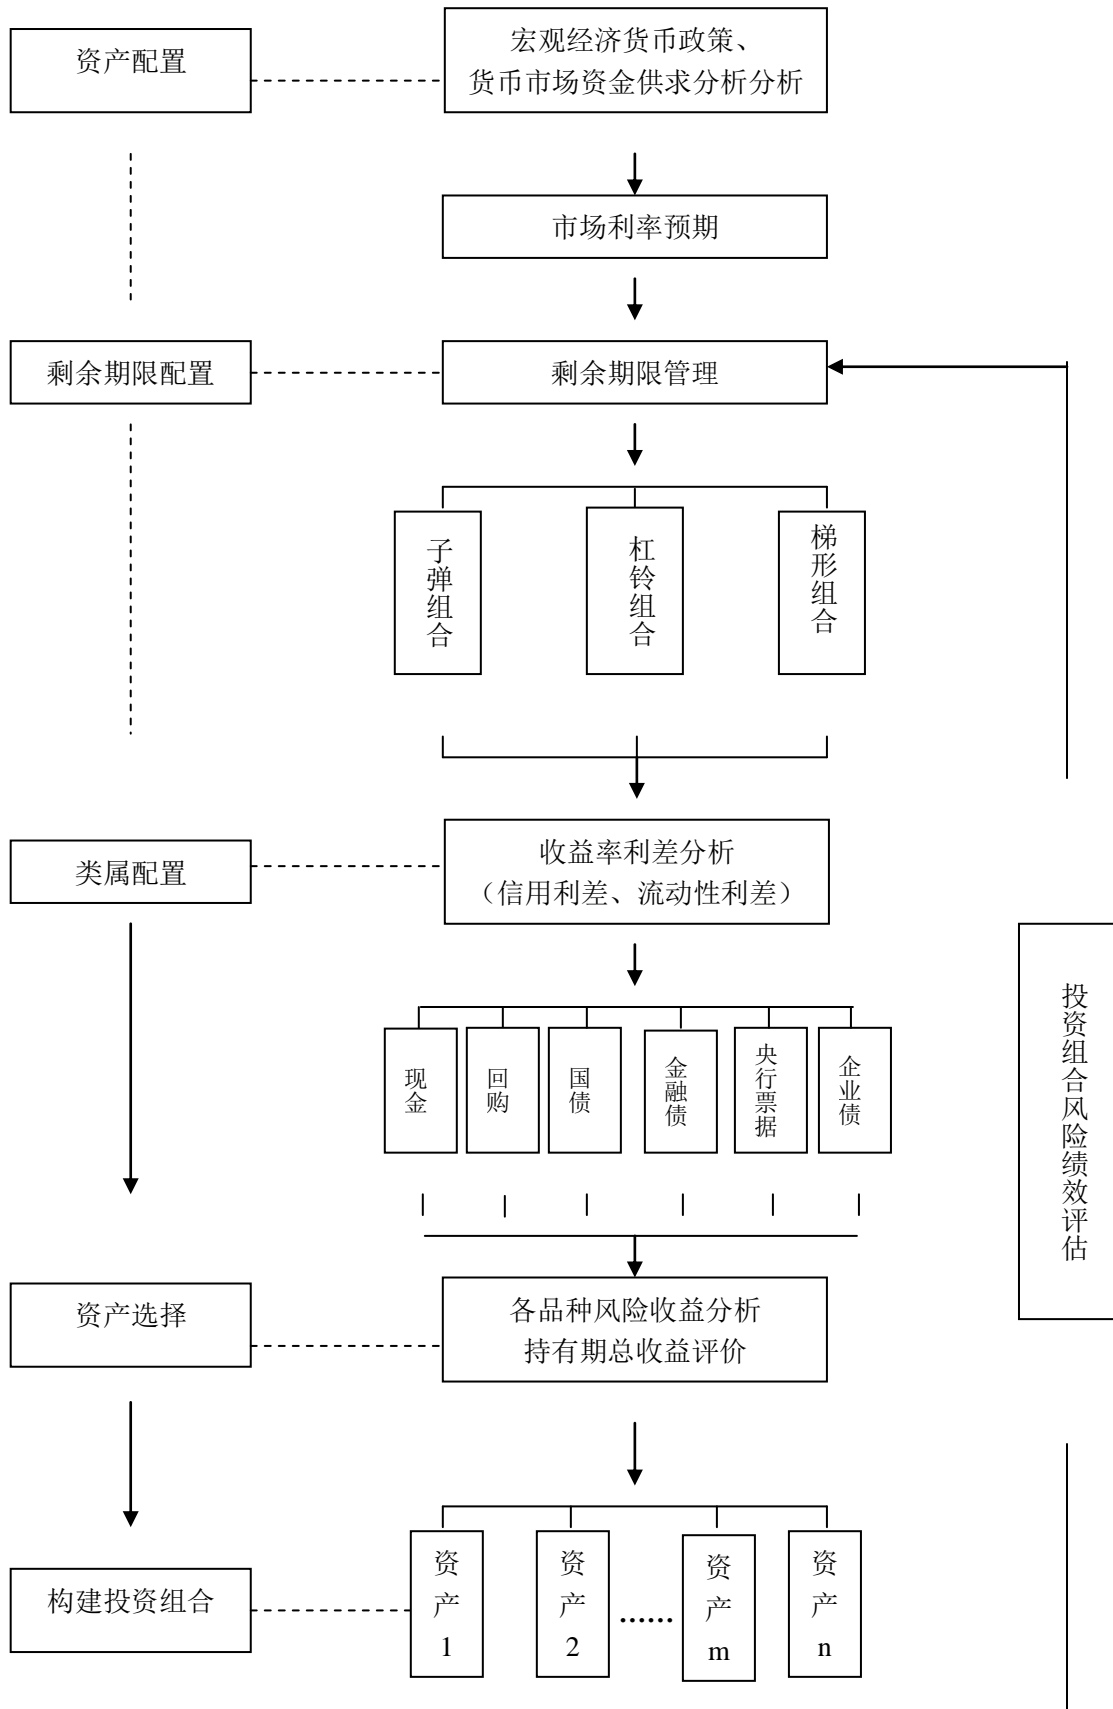 资产配置
宏观经济货币政策、
货币市场资金供求分析分析
市场利率预期
剩余期限配置
剩余期限管理
子弹组合
杠铃组合
梯形组合
类属配置
收益率利差分析
（信用利差、流动性利差）
现金
回购
国债
金融债
央行票据
企业债
投资组合风险绩效评估
资产选择
各品种风险收益分析
持有期总收益评价
构建投资组合
资产1
资产2
……
资产m
资产n